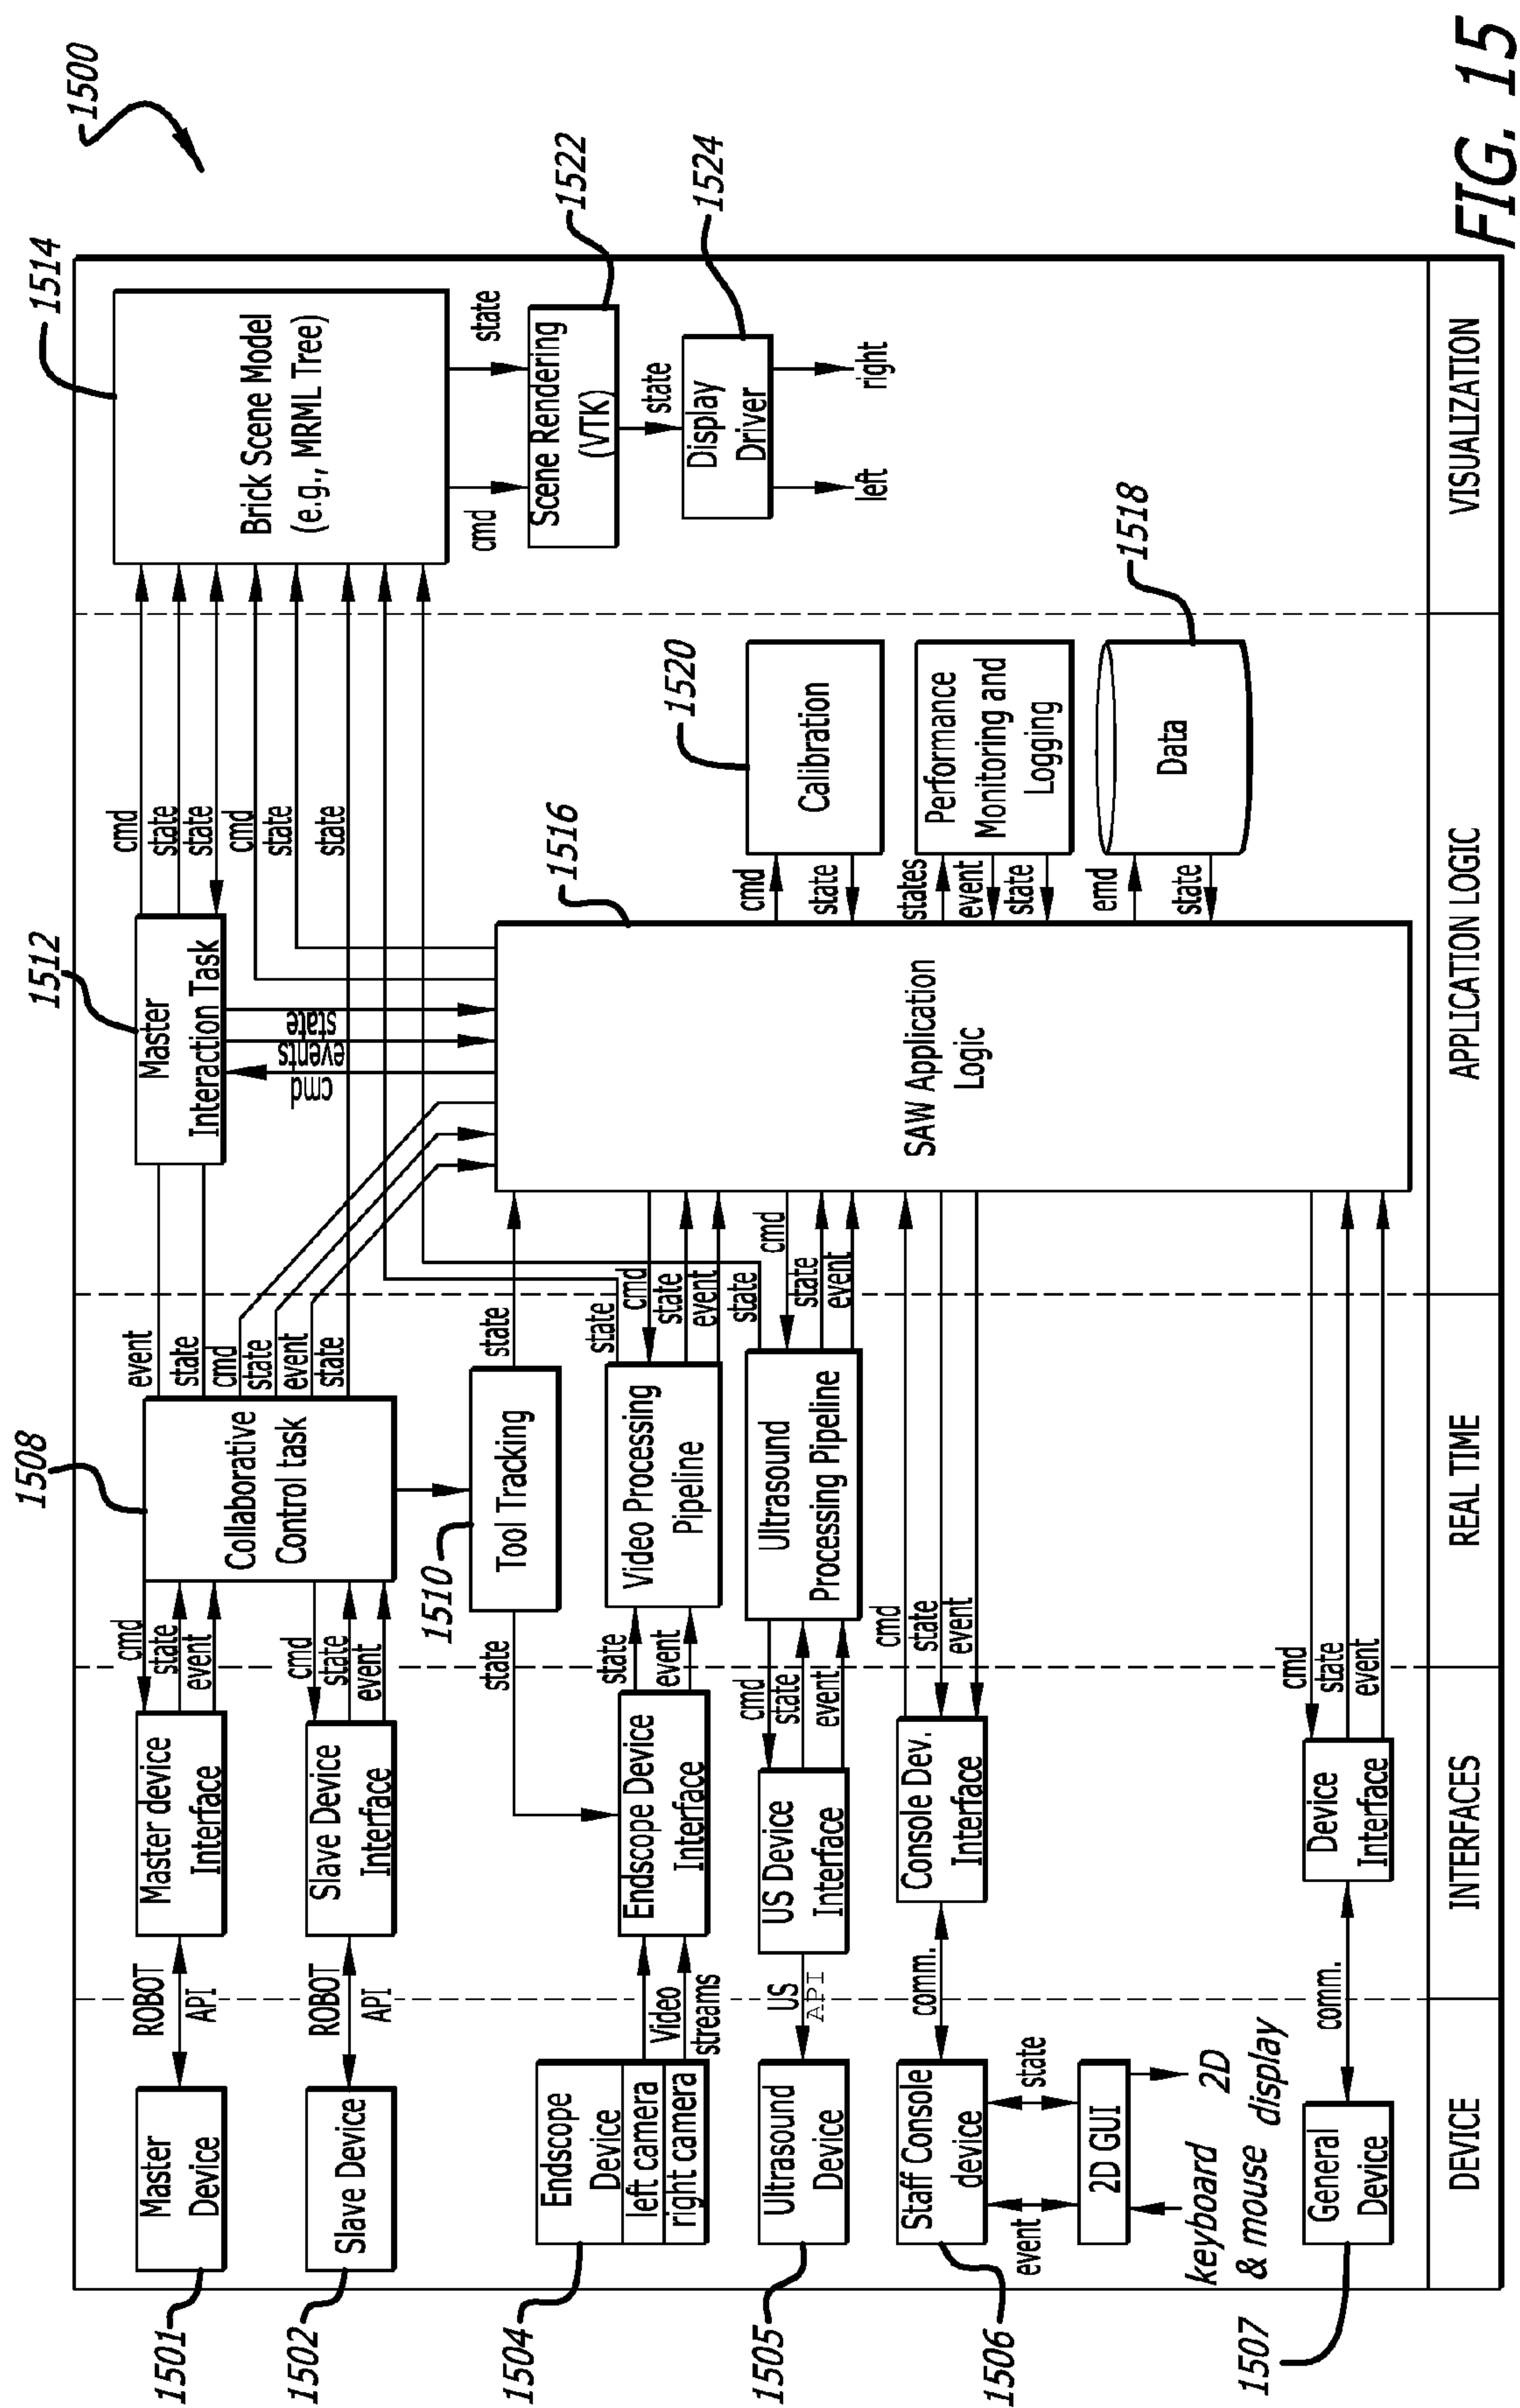 1500
1514
1522
1524
1512
1516
1520
1518
1508
1510
Master
Device
ROBOT
API
Master device
Interface
cmd
state
event
Collaborative
Control task
event
state
cmd
state
event
state
Master
Interaction Task
cmd
state
state
cmd
state
state
Brick Scene Model
(e.g., MRML Tree)
cmd
state
Scene Rendering
(VTK)
state
Display
Driver
left
right
Slave Device
ROBOT
API
Slave Device
Interface
cmd
state
event
cmd
events
state
Tool Tracking
state
state
Endscope
Device
left camera
right camera
Video
streams
Endscope Device
Interface
state
event
Video Processing
Pipeline
state
cmd
state
event
state
SAW Application
Logic
cmd
state
Calibration
Ultrasound
Device
US
API
US Device
Interface
cmd
state
event
Ultrasound
Processing Pipeline
cmd
state
event
states
event
state
Performance
Monitoring and
Logging
Staff Console
device
comm.
Console Dev.
Interface
cmd
state
event
emd
state
Data
event
state
2D GUI
keyboard
& mouse
2D
display
General
Device
comm.
Device
Interface
cmd
state
event
DEVICE
INTERFACES
REAL TIME
APPLICATION LOGIC
VISUALIZATION
1501
1502
1504
1505
1506
1507
FIG. 15